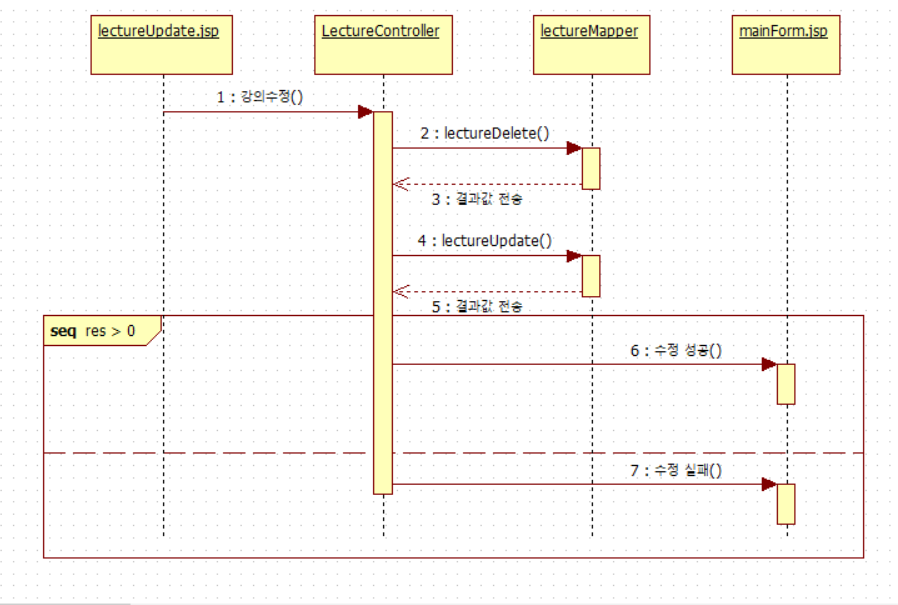 lectureUpdate.jsp
LectureController
lectureMapper
mainForm.jsp
1 : 강의수정()
2 : lectureDelete()
3 : 결과값 전송
4 : lectureUpdate()
5 : 결과값 전송
seq res > 0
6 : 수정 성공()
7 : 수정 실패()